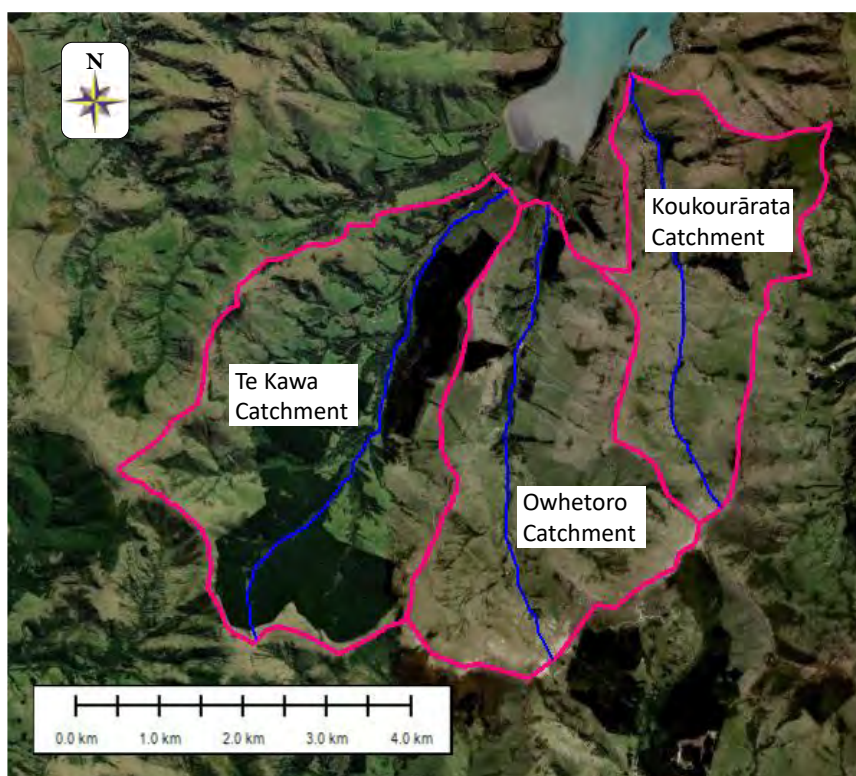 N
Koukourārata
Catchment
Te Kawa
Catchment
Owhetoro
Catchment
0.0 km 1.0 km 2.0 km 3.0 km 4.0 km